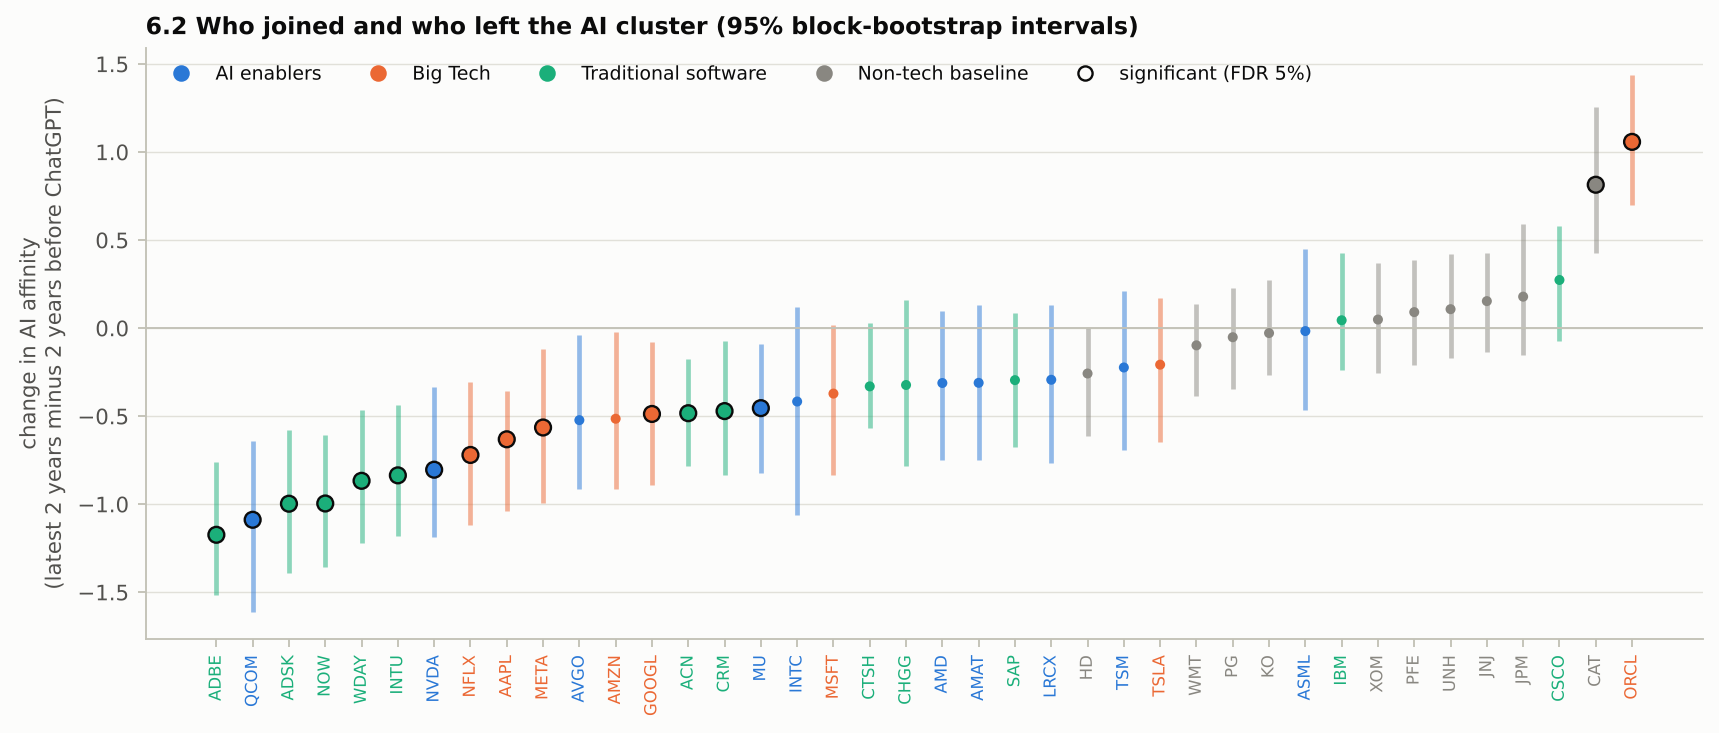 6.2 Who joined and who left the AI cluster (95% block-bootstrap intervals)
AI enablers
Big Tech
Traditional software
Non-tech baseline
significant (FDR 5%)
change in AI affinity
(latest 2 years minus 2 years before ChatGPT)
1.5
1.0
0.5
0.0
−0.5
−1.0
−1.5
ADBE
QCOM
ADSK
NOW
WDAY
INTU
NVDA
NFLX
AAPL
META
AVGO
AMZN
GOOGL
ACN
CRM
MU
INTC
MSFT
CTSH
CHGG
AMD
AMAT
SAP
LRCX
HD
TSM
TSLA
WMT
PG
KO
ASML
IBM
XOM
PFE
UNH
JNJ
JPM
CSCO
CAT
ORCL